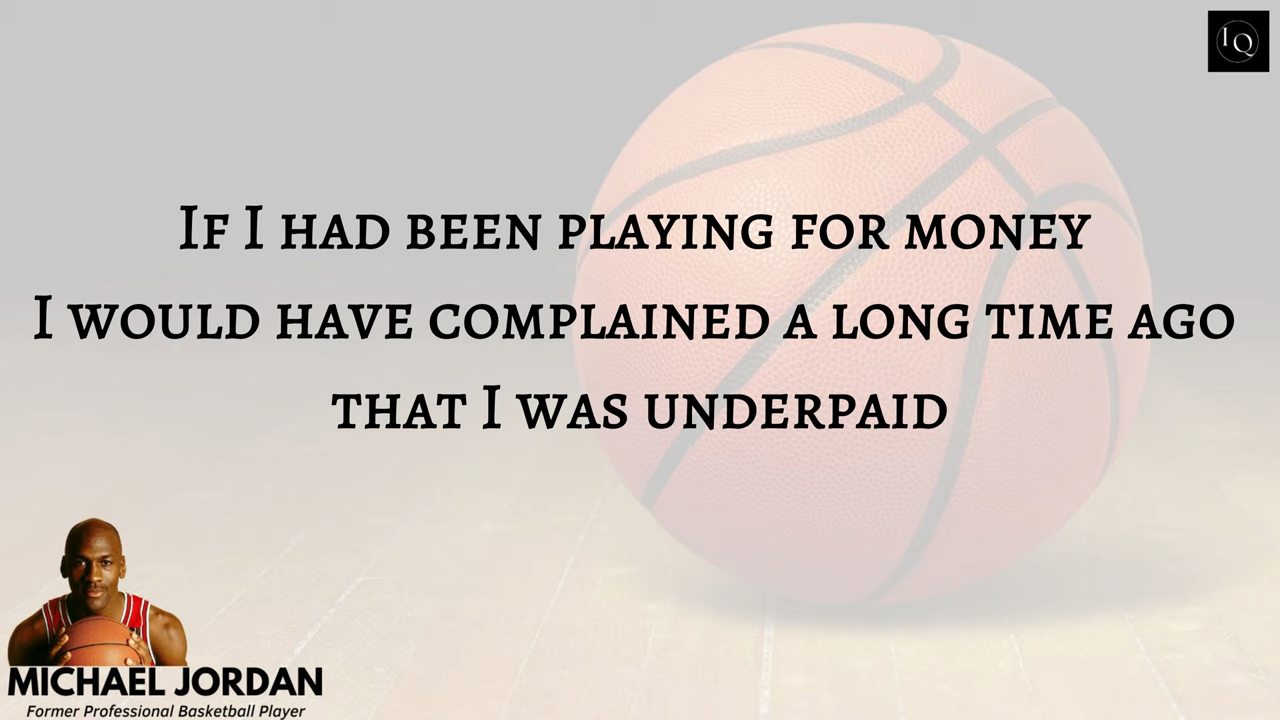 IQ
If I had been playing for money
I would have complained a long time ago
that I was underpaid
MICHAEL JORDAN
Former Professional Basketball Player